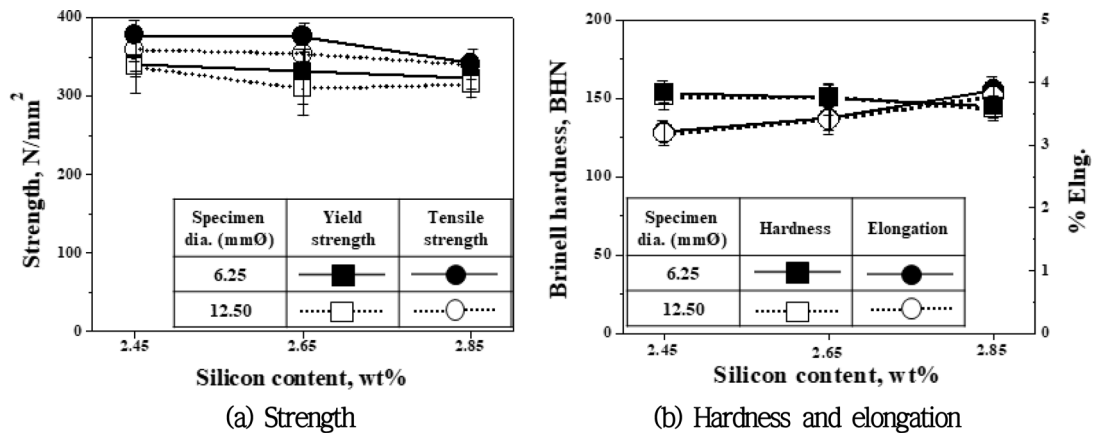 400
300
200
100
0
Strength, N/mm²
Specimen dia. (mmØ) Yield strength Tensile strength
6.25
12.50
2.45 2.65 2.85
Silicon content, wt%
(a) Strength
200
150
100
50
0
Brinell hardness, BHN
5
4
3
2
1
0
% Elng.
Specimen dia. (mmØ) Hardness Elongation
6.25
12.50
2.45 2.65 2.85
Silicon content, wt%
(b) Hardness and elongation